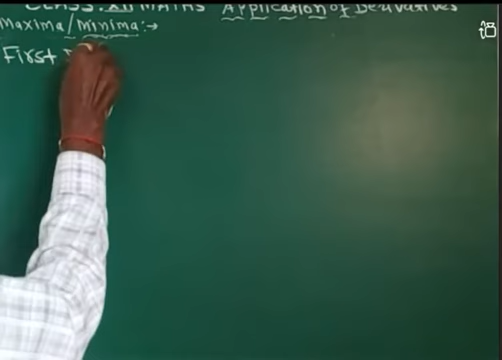 CLASS:XII MATHS Application of Derivatives
Maxima/Minima:→
First